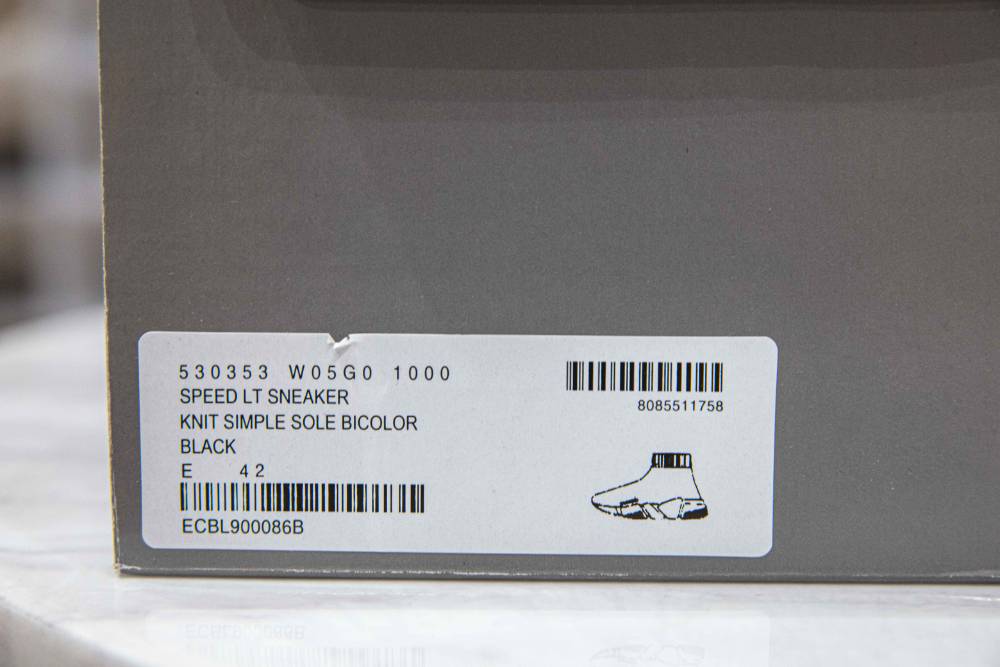 530353 W05G0 1000
SPEED LT SNEAKER
KNIT SIMPLE SOLE BICOLOR
BLACK
E 42
ECBL900086B
8085511758